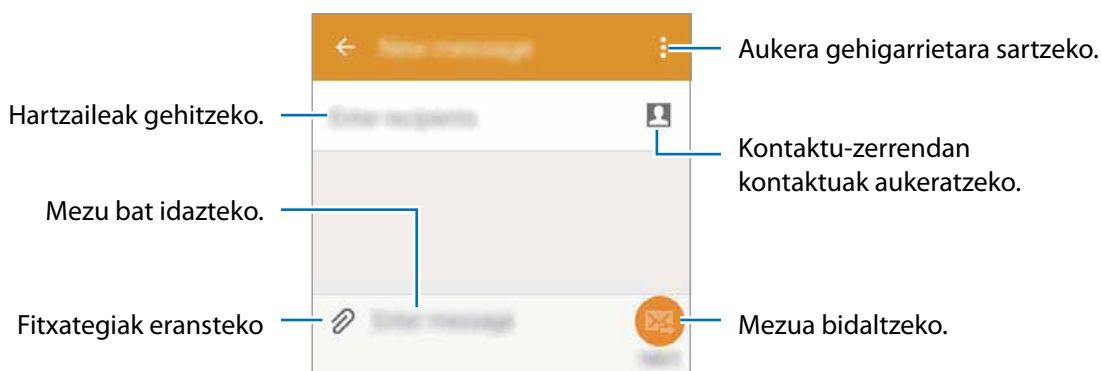 Aukera gehigarrietara sartzeko.
Hartzaileak gehitzeko.
Kontaktu-zerrendan
kontaktuak aukeratzeko.
Mezu bat idazteko.
Fitxategiak eransteko
Mezua bidaltzeko.